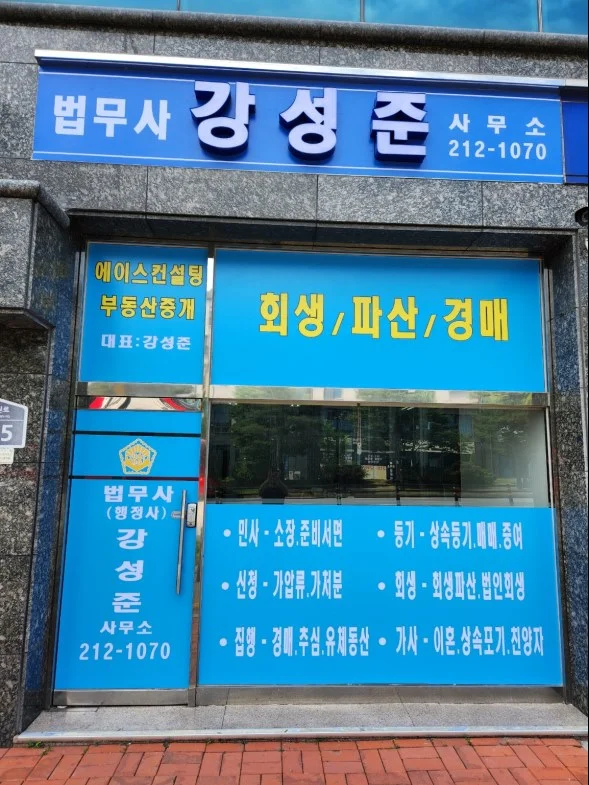 법무사 강성준 사무소
212-1070
에이스컨설팅
부동산중개
대표:강성준
회생/파산/경매
5
법무사
(행정사)
강
성
준
사무소
212-1070
• 민사 - 소장.준비서면
• 신청 - 가압류.가처분
• 집행 - 경매.추심.유체동산
• 등기 - 상속등기.매매.증여
• 회생 - 회생파산.법인회생
• 가사 - 이혼.상속포기.친양자